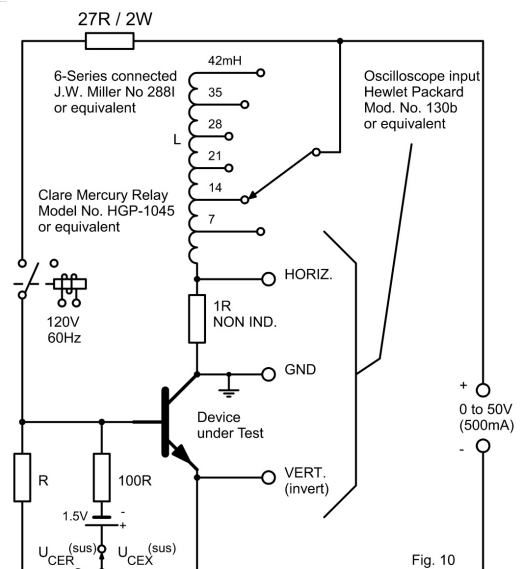 27R / 2W
42mH
6-Series connected
J.W. Miller No 288I
or equivalent
35
28
L
21
14
7
Oscilloscope input
Hewlet Packard
Mod. No. 130b
or equivalent
Clare Mercury Relay
Model No. HGP-1045
or equivalent
120V
60Hz
HORIZ.
1R
NON IND.
GND
Device
under Test
+
0 to 50V
(500mA)
-
R
100R
VERT.
(invert)
1.5V
-
+
UCER(sus)
UCEX(sus)
Fig. 10